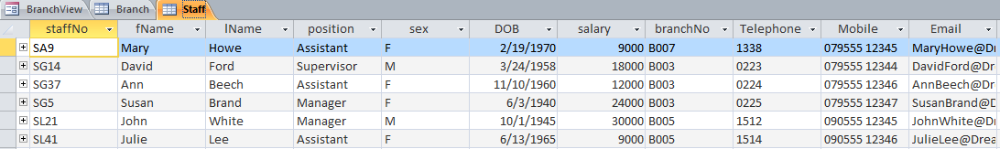 BranchView Branch Staff
staffNo fName lName position sex DOB salary branchNo Telephone Mobile Email
SA9 Mary Howe Assistant F 2/19/1970 9000 B007 1338 079555 12345 MaryHowe@Dr
SG14 David Ford Supervisor M 3/24/1958 18000 B003 0223 079555 12344 DavidFord@Dr
SG37 Ann Beech Assistant F 11/10/1960 12000 B003 0224 079555 12346 AnnBeech@Dr
SG5 Susan Brand Manager F 6/3/1940 24000 B003 0225 079555 12347 SusanBrand@D
SL21 John White Manager M 10/1/1945 30000 B005 1512 090555 12345 JohnWhite@D
SL41 Julie Lee Assistant F 6/13/1965 9000 B005 1514 090555 12346 JulieLee@Drea